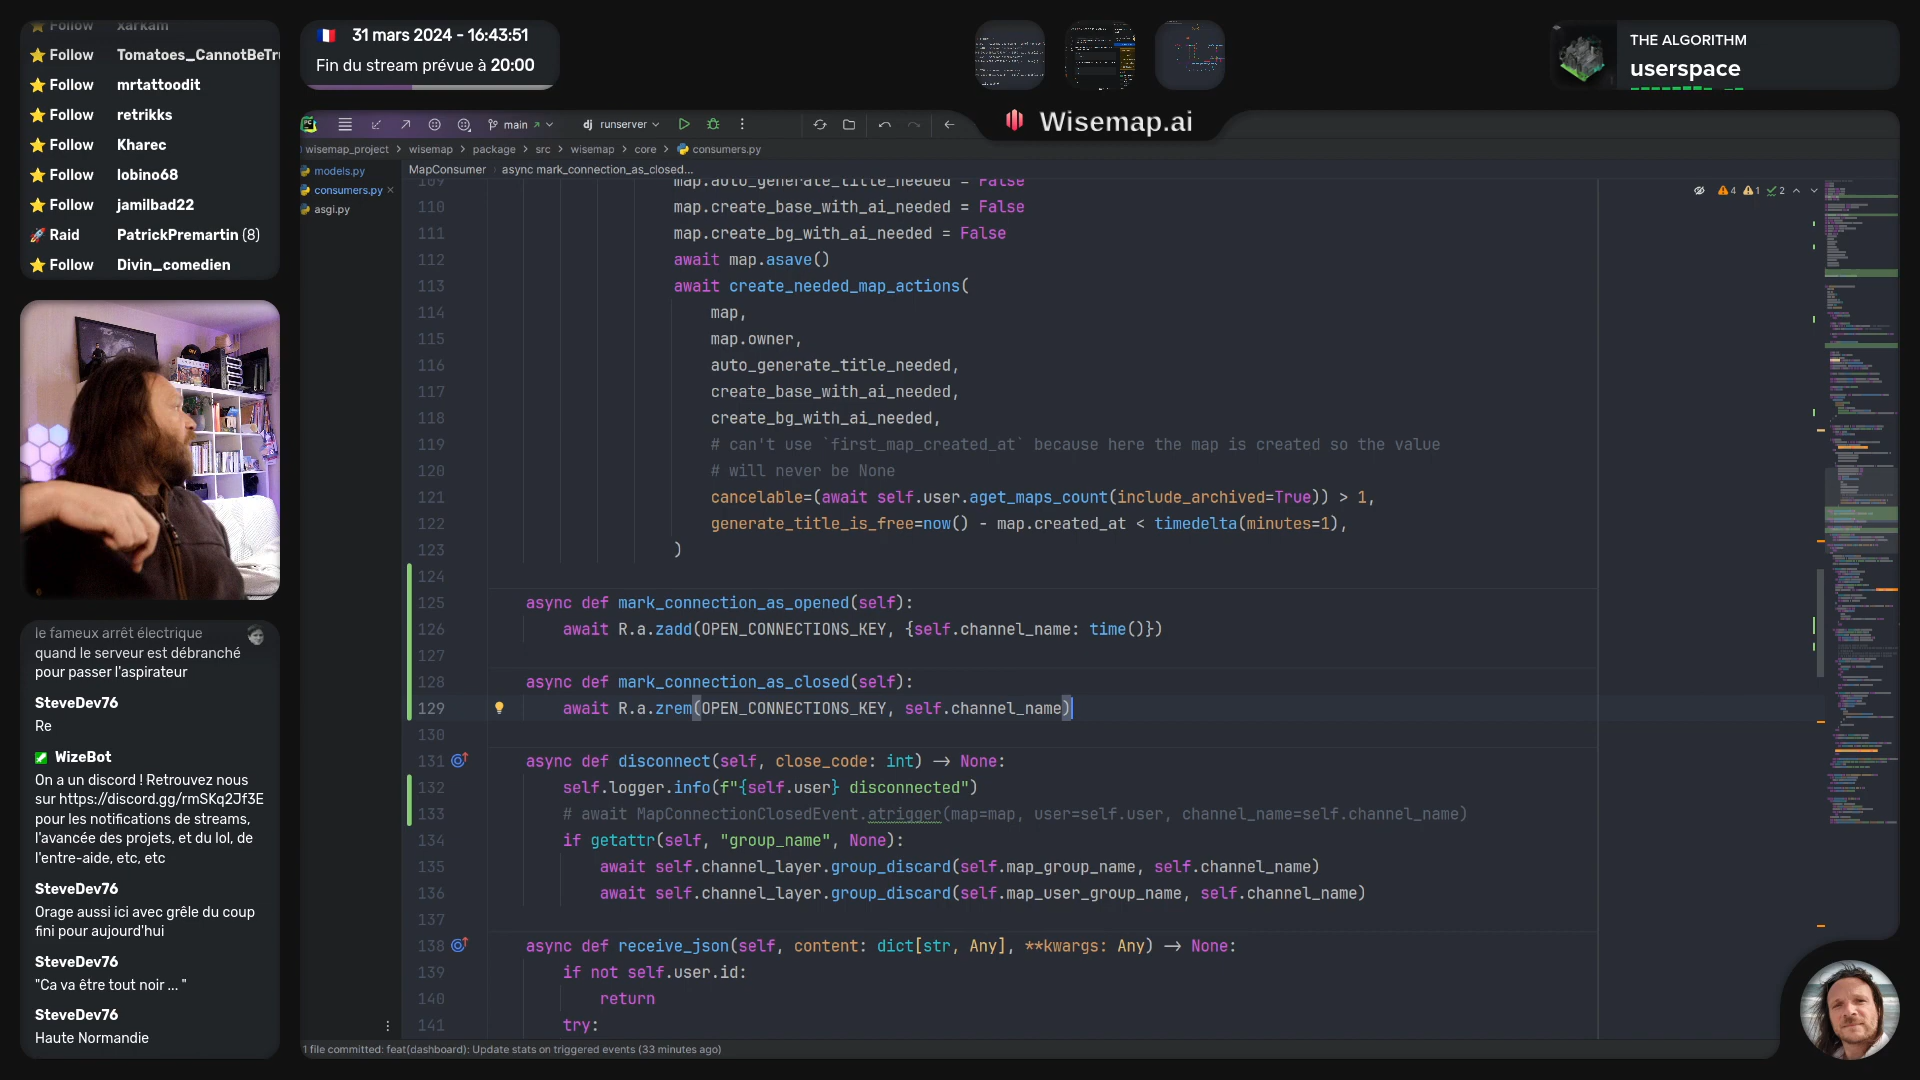 Follow xarkam
Follow Tomatoes_CannotBeTr
Follow mrtattoodit
Follow retrikks
Follow Kharec
Follow lobino68
Follow jamilbad22
Raid PatrickPremartin (8)
Follow Divin_comedien
31 mars 2024 - 16:43:51
Fin du stream prévue à 20:00
THE ALGORITHM
userspace
Wisemap.ai
main
dj runserver
wisemap_project > wisemap > package > src > wisemap > core > consumers.py
models.py
consumers.py
asgi.py
MapConsumer async mark_connection_as_closed...
4 1 2
109 map.auto_generate_title_needed = False
110 map.create_base_with_ai_needed = False
111 map.create_bg_with_ai_needed = False
112 await map.asave()
113 await create_needed_map_actions(
114 map,
115 map.owner,
116 auto_generate_title_needed,
117 create_base_with_ai_needed,
118 create_bg_with_ai_needed,
119 # can't use `first_map_created_at` because here the map is created so the value
120 # will never be None
121 cancelable=(await self.user.aget_maps_count(include_archived=True)) > 1,
122 generate_title_is_free=now() - map.created_at < timedelta(minutes=1),
123 )
124
125 async def mark_connection_as_opened(self):
126 await R.a.zadd(OPEN_CONNECTIONS_KEY, {self.channel_name: time()})
127
128 async def mark_connection_as_closed(self):
129 await R.a.zrem(OPEN_CONNECTIONS_KEY, self.channel_name)
130
131 async def disconnect(self, close_code: int) -> None:
132 self.logger.info(f"{self.user} disconnected")
133 # await MapConnectionClosedEvent.atrigger(map=map, user=self.user, channel_name=self.channel_name)
134 if getattr(self, "group_name", None):
135 await self.channel_layer.group_discard(self.map_group_name, self.channel_name)
136 await self.channel_layer.group_discard(self.map_user_group_name, self.channel_name)
137
138 async def receive_json(self, content: dict[str, Any], **kwargs: Any) -> None:
139 if not self.user.id:
140 return
141 try:
1 file committed: feat(dashboard): Update stats on triggered events (33 minutes ago)
le fameux arrêt électrique
quand le serveur est débranché
pour passer l'aspirateur
SteveDev76
Re
WizeBot
On a un discord ! Retrouvez nous
sur https://discord.gg/rmSKq2Jf3E
pour les notifications de streams,
l'avancée des projets, et du lol, de
l'entre-aide, etc, etc
SteveDev76
Orage aussi ici avec grêle du coup
fini pour aujourd'hui
SteveDev76
"Ca va être tout noir ... "
SteveDev76
Haute Normandie